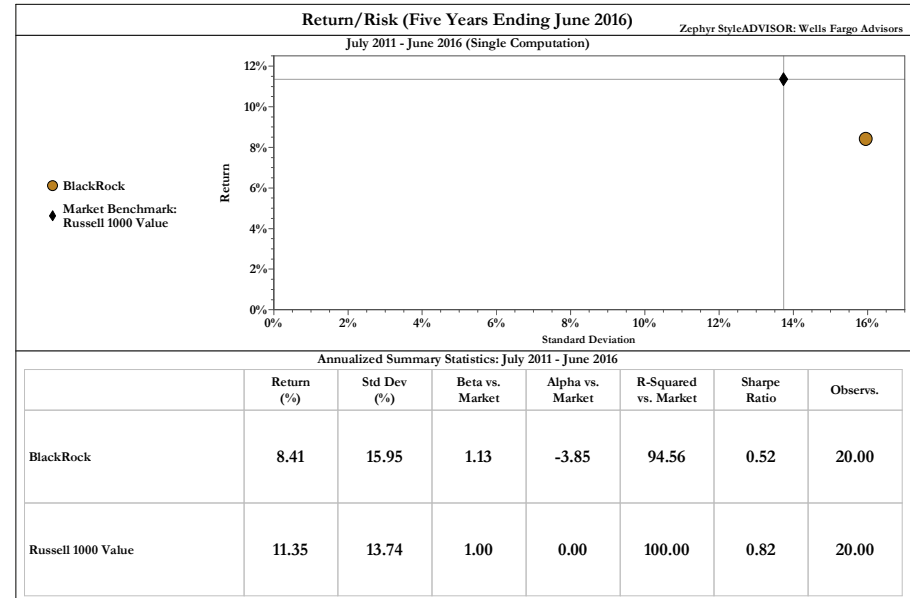 Return/Risk (Five Years Ending June 2016)
Zephyr StyleADVISOR: Wells Fargo Advisors
July 2011 - June 2016 (Single Computation)
BlackRock
Market Benchmark:
Russell 1000 Value
Return
12%
10%
8%
6%
4%
2%
0%
0% 2% 4% 6% 8% 10% 12% 14% 16%
Standard Deviation
Annualized Summary Statistics: July 2011 - June 2016
Return (%) Std Dev (%) Beta vs. Market Alpha vs. Market R-Squared vs. Market Sharpe Ratio Observs.
BlackRock 8.41 15.95 1.13 -3.85 94.56 0.52 20.00
Russell 1000 Value 11.35 13.74 1.00 0.00 100.00 0.82 20.00